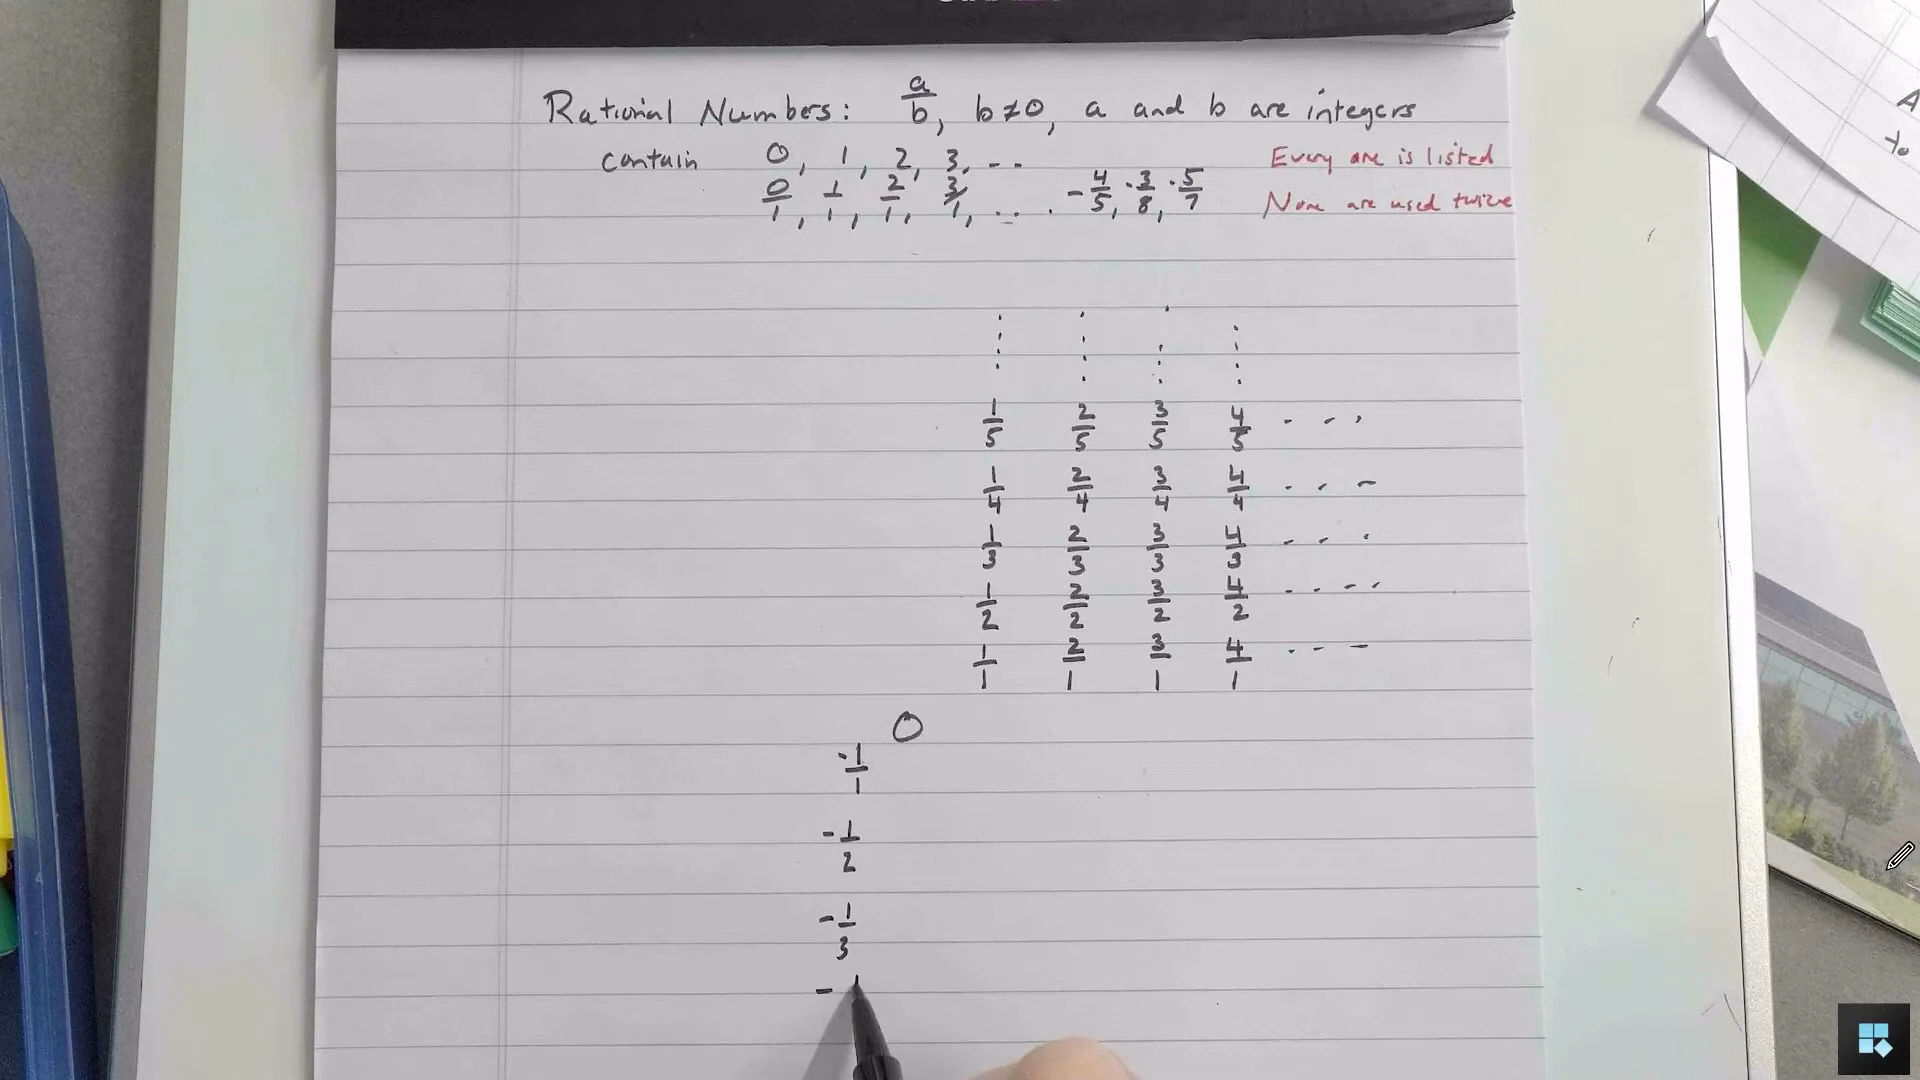 Rational Numbers: a/b, b≠0, a and b are integers
contain 0, 1, 2, 3, . . Every one is listed
0/1, 1/1, 2/1, 3/1, . . . -4/5, -3/8, -5/7 None are used twice
1/5 2/5 3/5 4/5 . . .
1/4 2/4 3/4 4/4 . . .
1/3 2/3 3/3 4/3 . . .
1/2 2/2 3/2 4/2 . . . .
1/1 2/1 3/1 4/1 . . .
0
-1/1
-1/2
-1/3
- 1